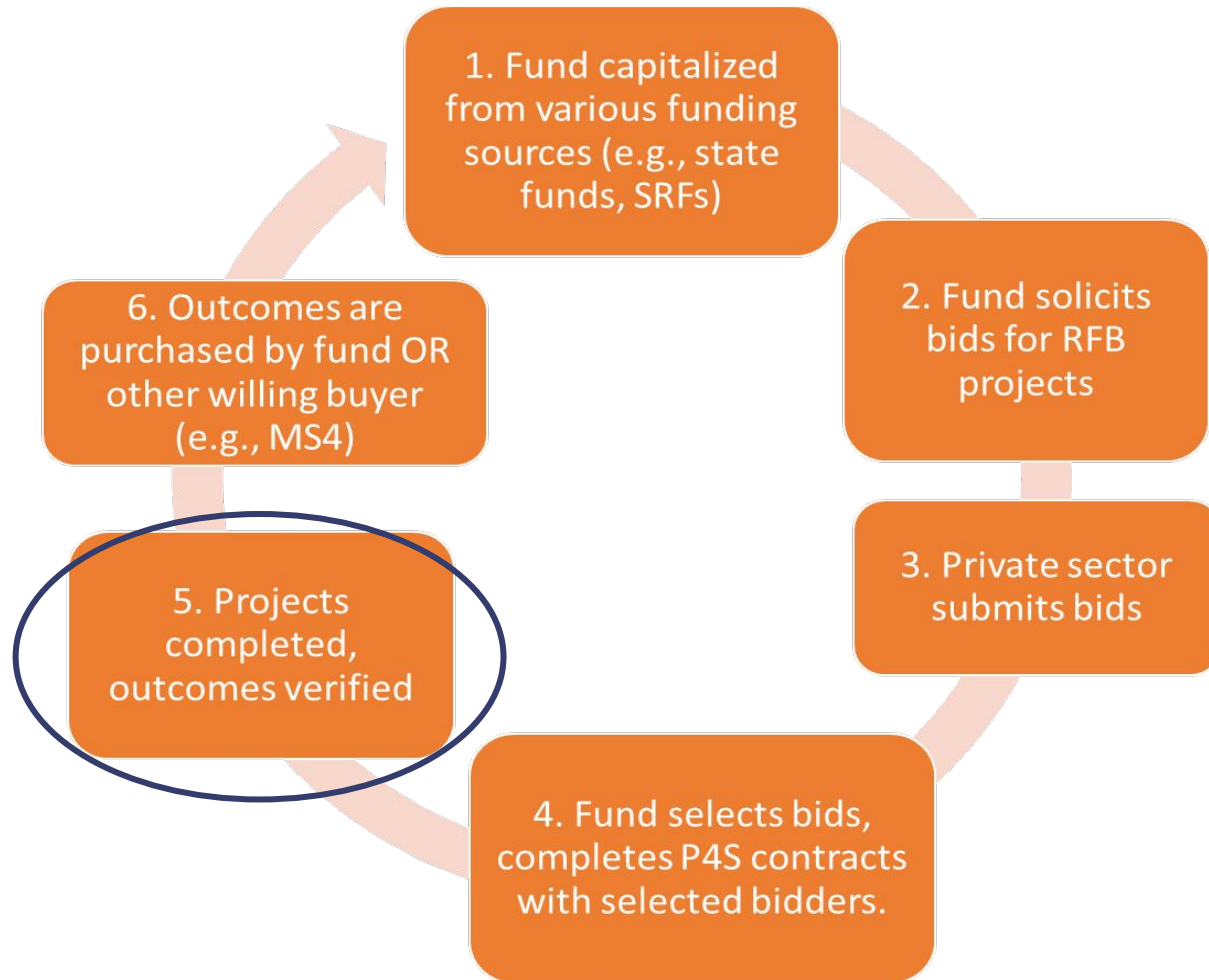 1. Fund capitalized
from various funding
sources (e.g., state
funds, SRFs)
2. Fund solicits
bids for RFB
projects
3. Private sector
submits bids
4. Fund selects bids,
completes P4S contracts
with selected bidders.
5. Projects
completed,
outcomes verified
6. Outcomes are
purchased by fund OR
other willing buyer
(e.g., MS4)